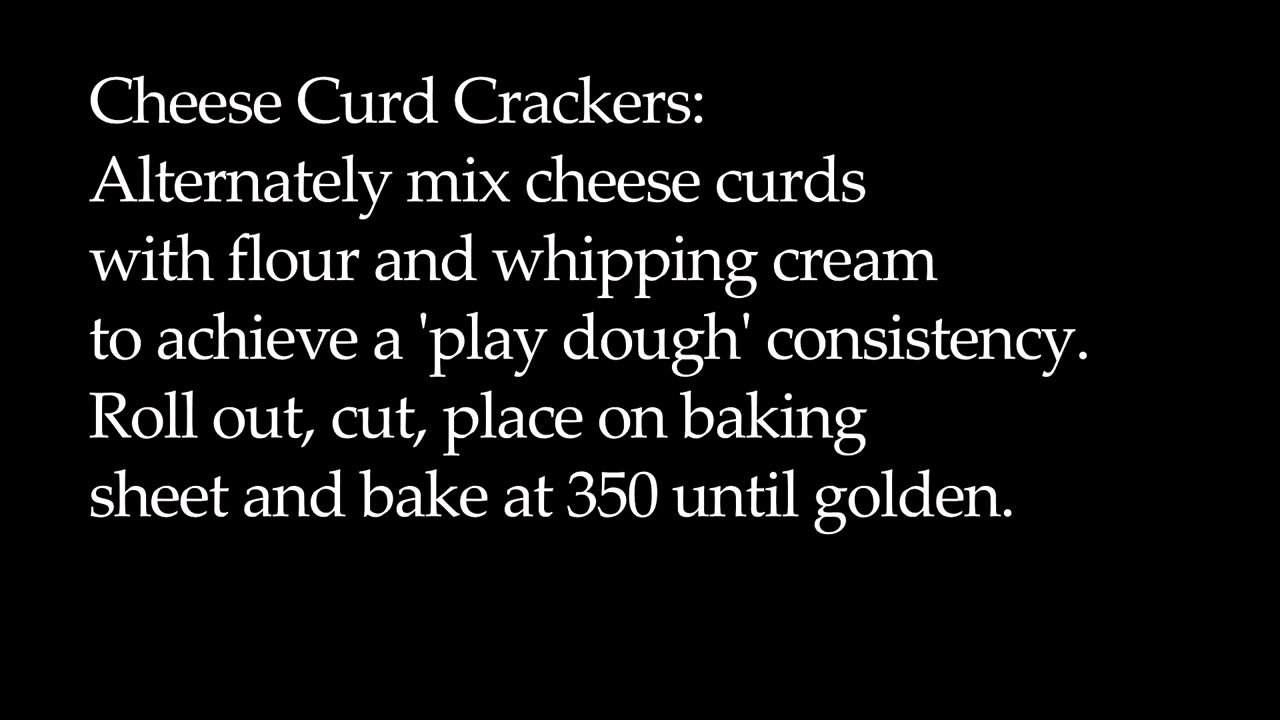 Cheese Curd Crackers:
Alternately mix cheese curds
with flour and whipping cream
to achieve a 'play dough' consistency.
Roll out, cut, place on baking
sheet and bake at 350 until golden.